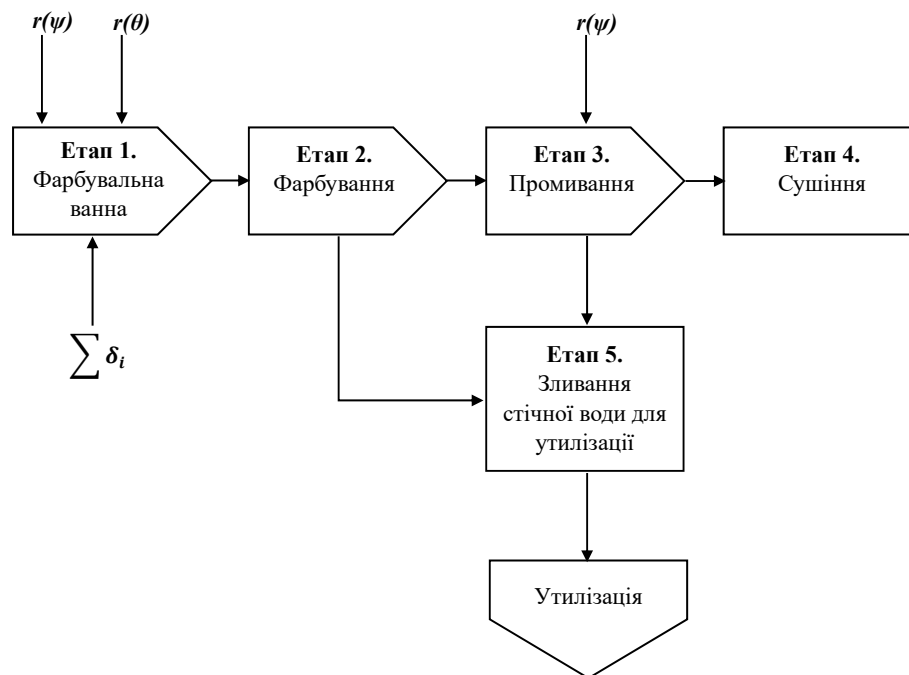 r(ψ)
r(θ)
r(ψ)
Етап 1.
Фарбувальна
ванна
Етап 2.
Фарбування
Етап 3.
Промивання
Етап 4.
Сушіння
∑ δᵢ
Етап 5.
Зливання
стічної води для
утилізації
Утилізація